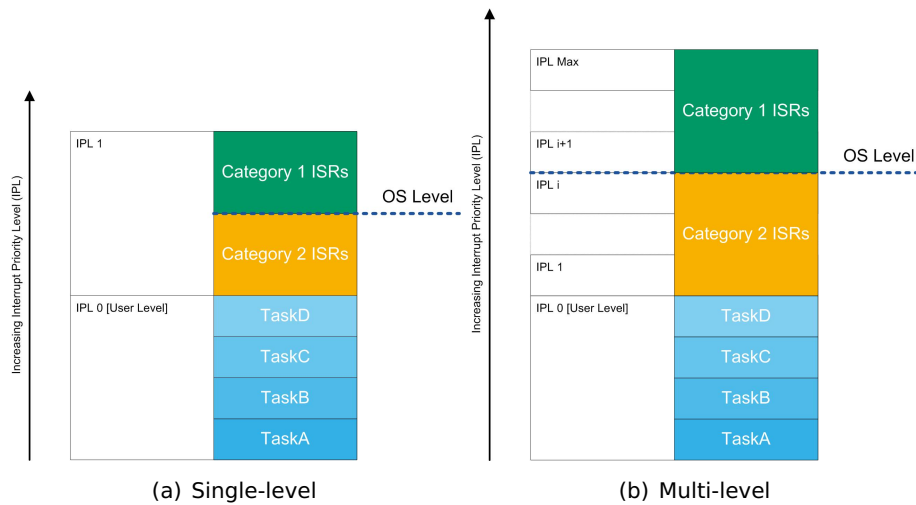 Increasing Interrupt Priority Level (IPL)
IPL 1
Category 1 ISRs
OS Level
Category 2 ISRs
IPL 0 [User Level]
TaskD
TaskC
TaskB
TaskA
(a) Single-level
Increasing Interrupt Priority Level (IPL)
IPL Max
Category 1 ISRs
IPL i+1
OS Level
IPL i
Category 2 ISRs
IPL 1
IPL 0 [User Level]
TaskD
TaskC
TaskB
TaskA
(b) Multi-level